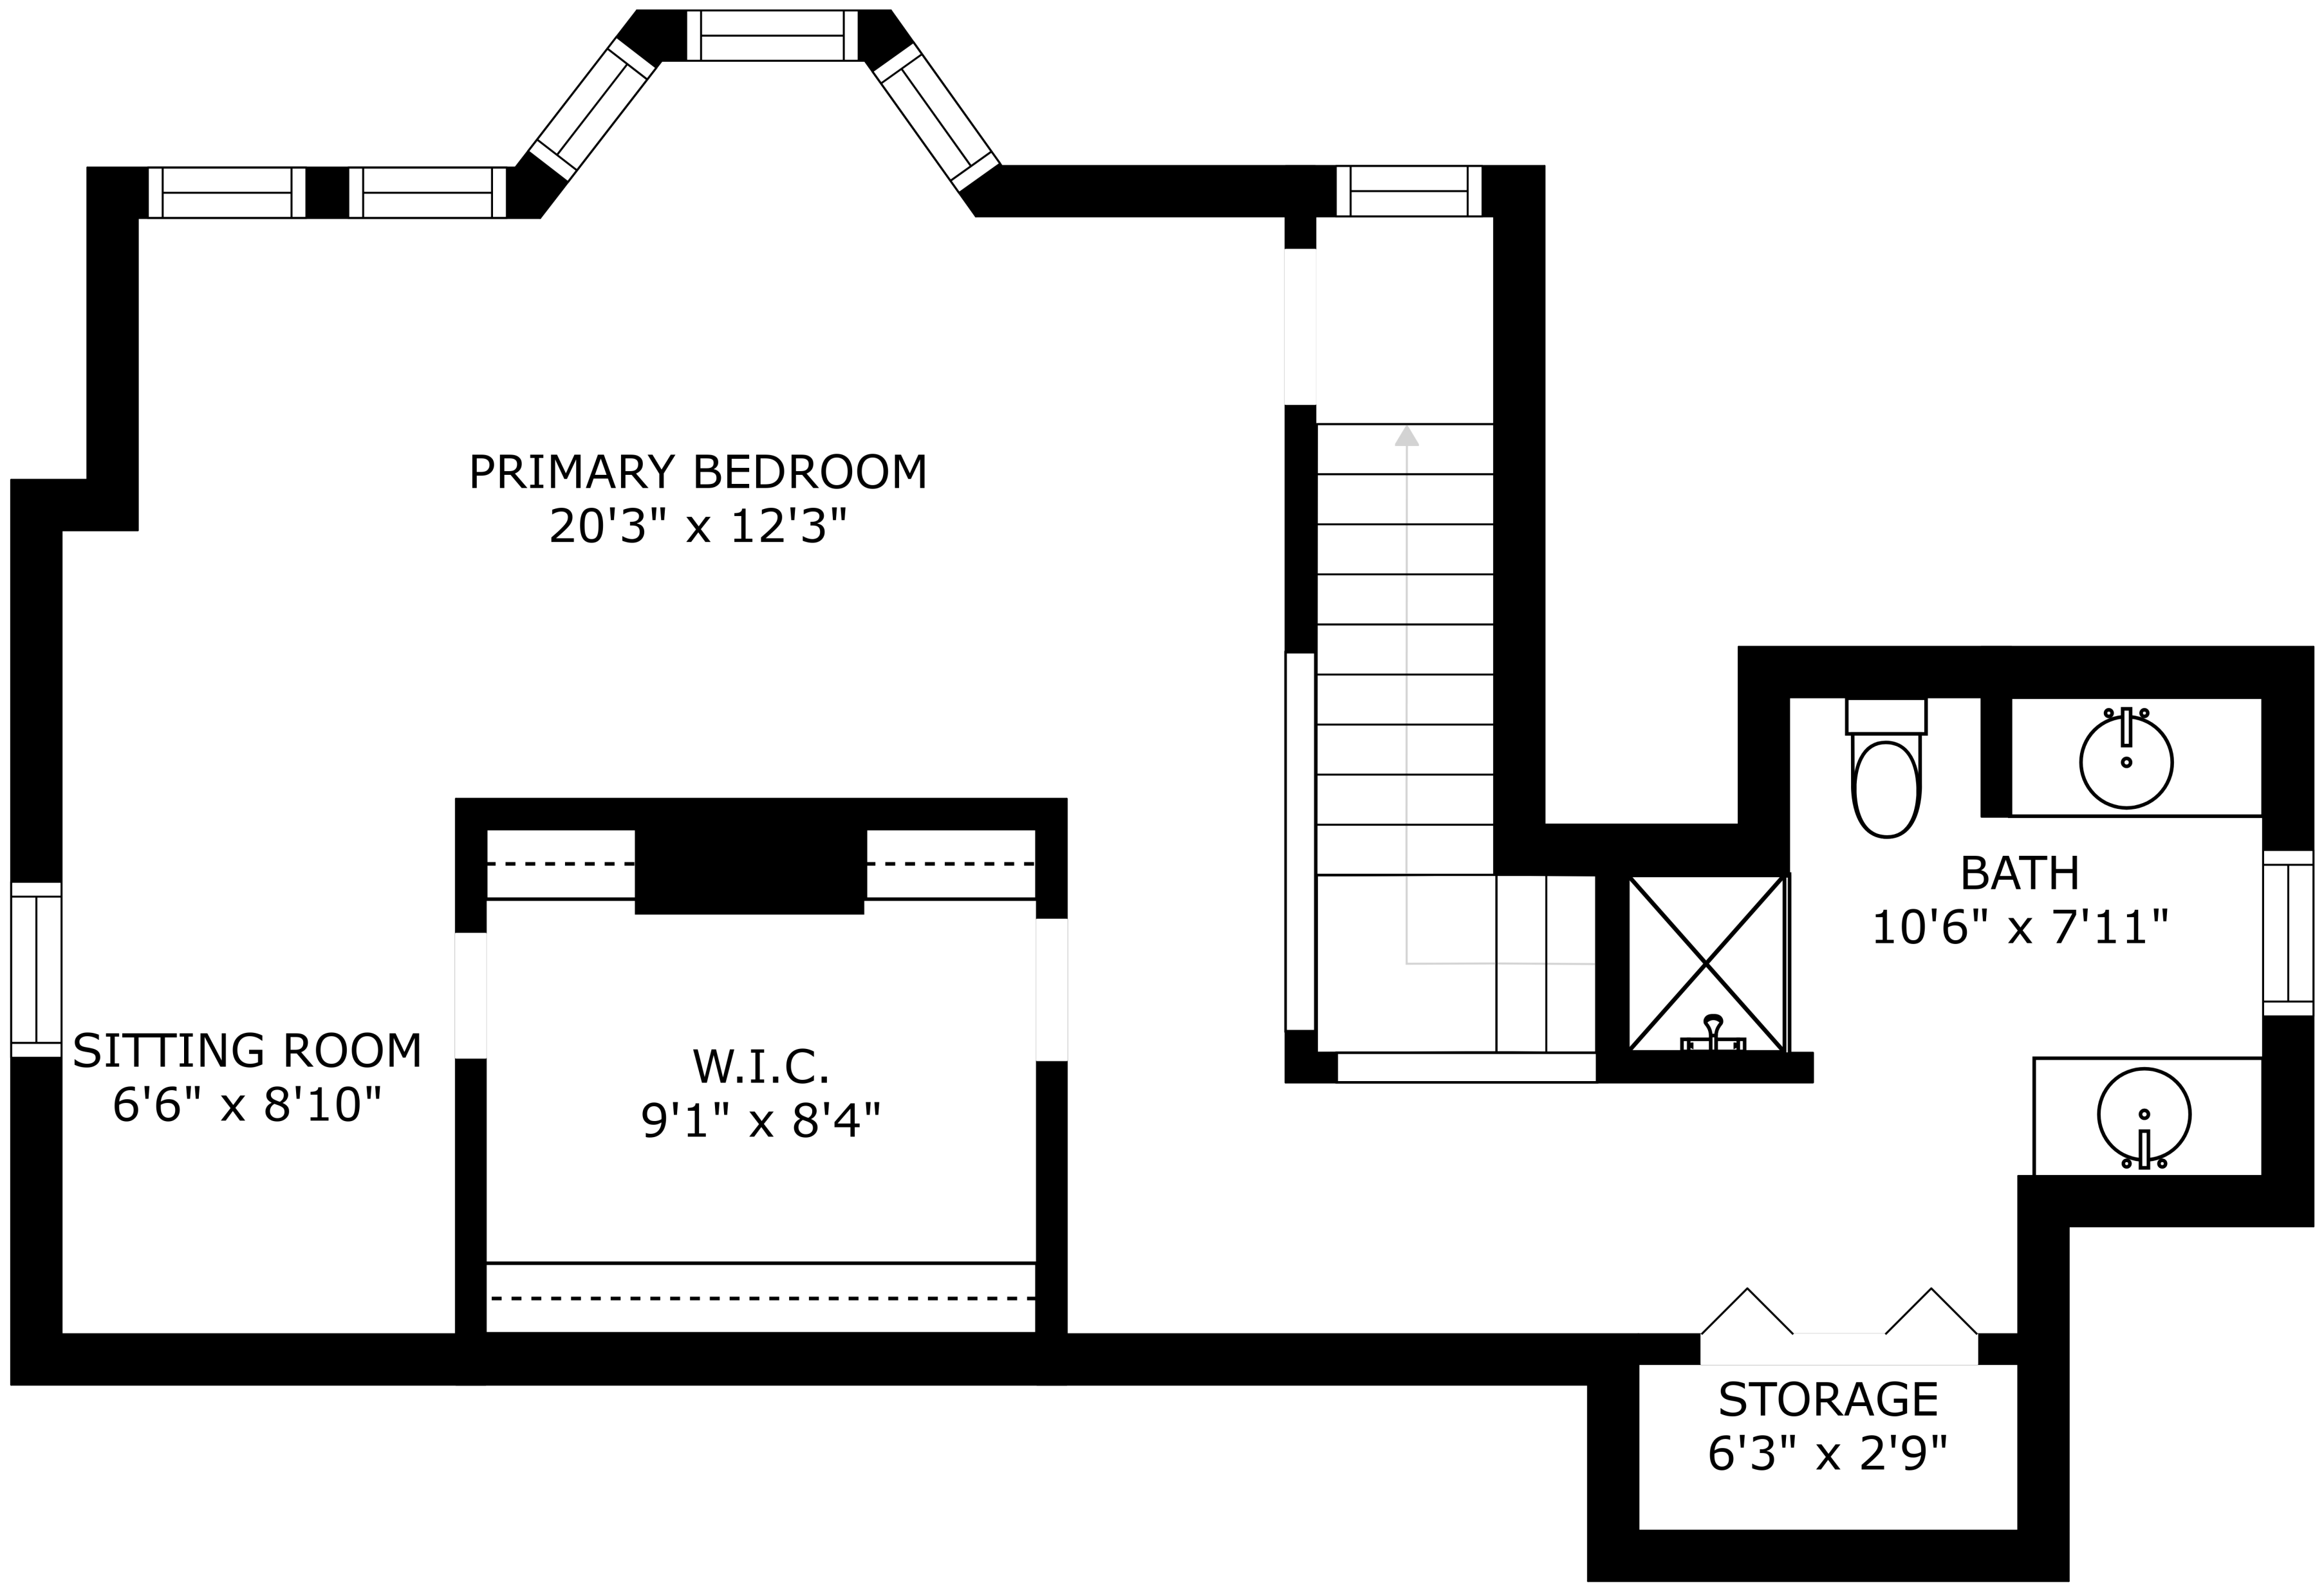 PRIMARY BEDROOM
20'3" x 12'3"
BATH
10'6" x 7'11"
SITTING ROOM
6'6" x 8'10"
W.I.C.
9'1" x 8'4"
STORAGE
6'3" x 2'9"